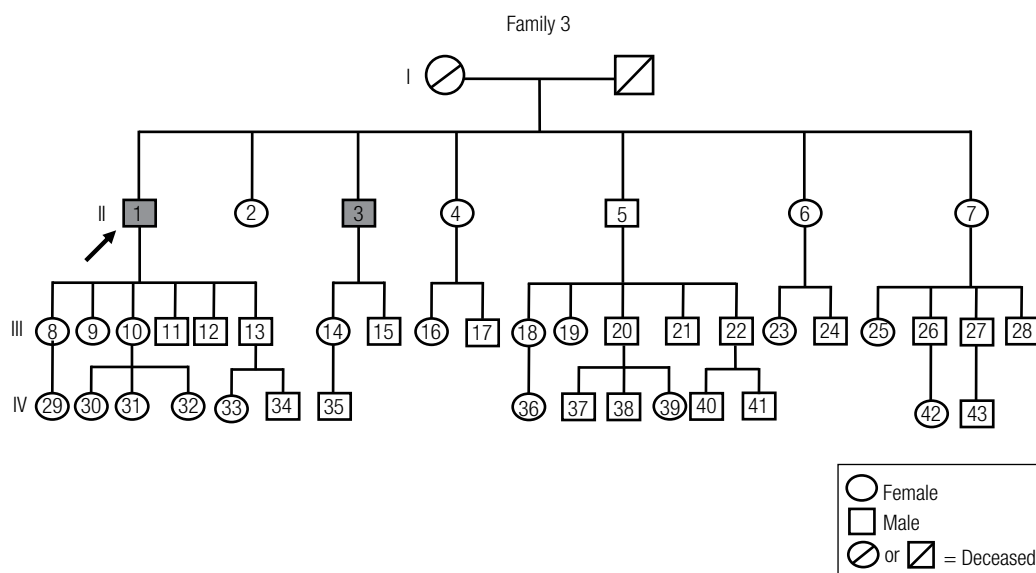 Family 3
I
II 1 2 3 4 5 6 7
III 8 9 10 11 12 13 14 15 16 17 18 19 20 21 22 23 24 25 26 27 28
IV 29 30 31 32 33 34 35 36 37 38 39 40 41 42 43
Female
Male
or = Deceased